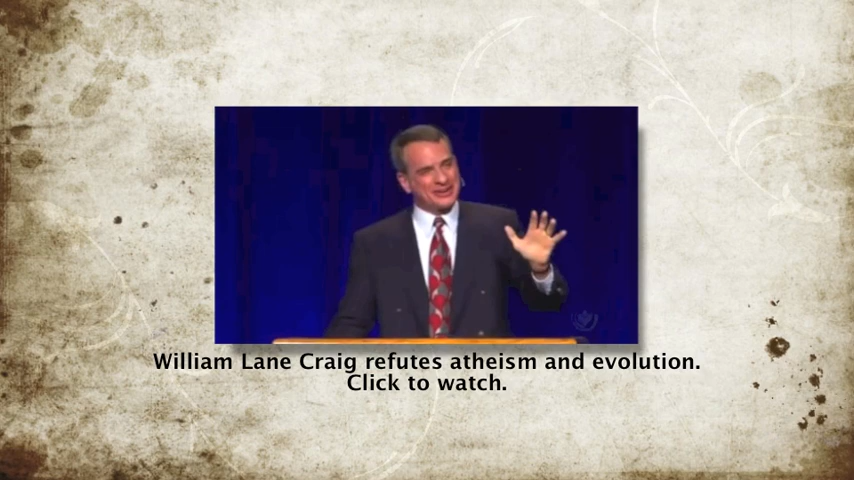 William Lane Craig refutes atheism and evolution.
Click to watch.